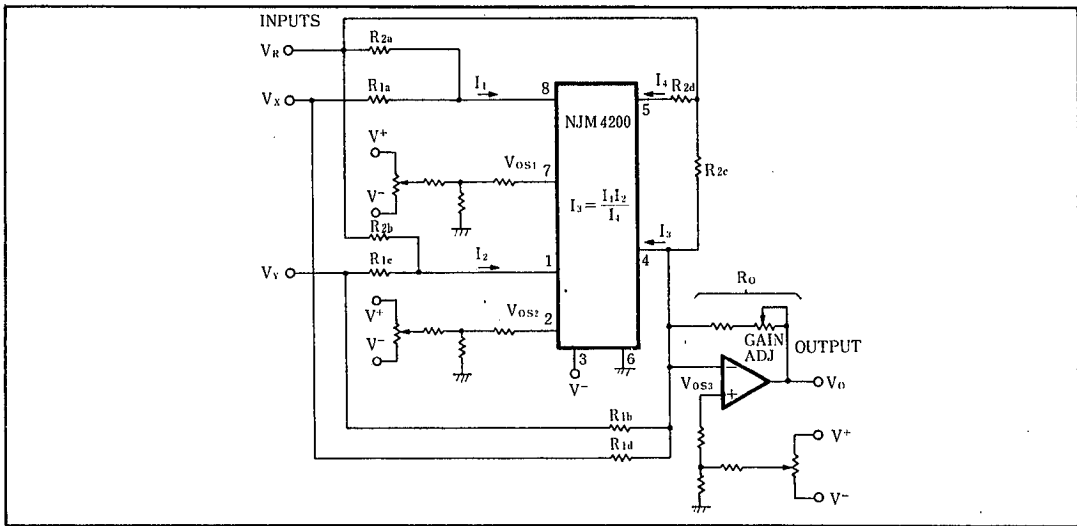 INPUTS
VR
R2a
VX
R1a
I1
8
NJM 4200
I4
R2d
5
V+
VOS1
7
V-
I3 = I1I2 / I4
R2c
R2b
I2
I3
VY
R1c
1
4
RO
V+
VOS2
2
V-
3
6
V-
GAIN
ADJ
OUTPUT
VOS3
−
+
VO
R1b
R1d
V+
V-